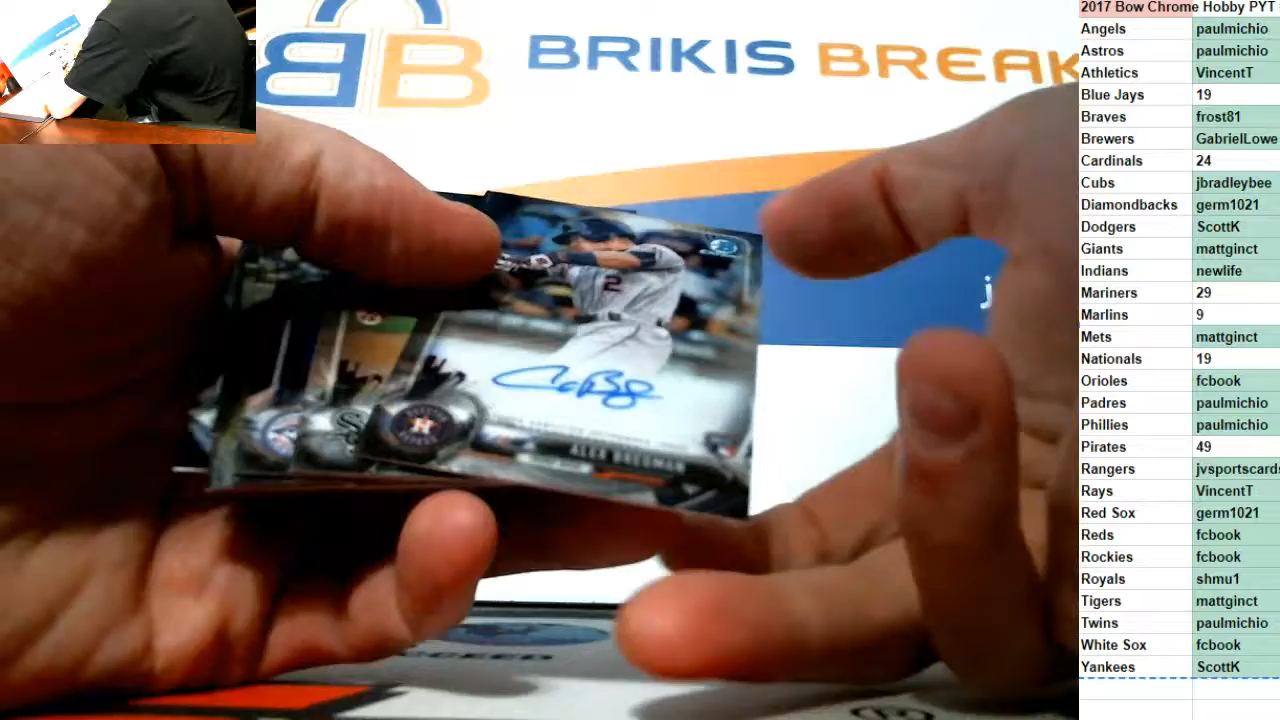 BB
BRIKIS BREAK
2
ALEX BREGMAN
2017 Bow Chrome Hobby PYT
Angels paulmichio
Astros paulmichio
Athletics VincentT
Blue Jays 19
Braves frost81
Brewers GabrielLowe
Cardinals 24
Cubs jbradleybee
Diamondbacks germ1021
Dodgers ScottK
Giants mattginct
Indians newlife
Mariners 29
Marlins 9
Mets mattginct
Nationals 19
Orioles fcbook
Padres paulmichio
Phillies paulmichio
Pirates 49
Rangers jvsportscards
Rays VincentT
Red Sox germ1021
Reds fcbook
Rockies fcbook
Royals shmu1
Tigers mattginct
Twins paulmichio
White Sox fcbook
Yankees ScottK